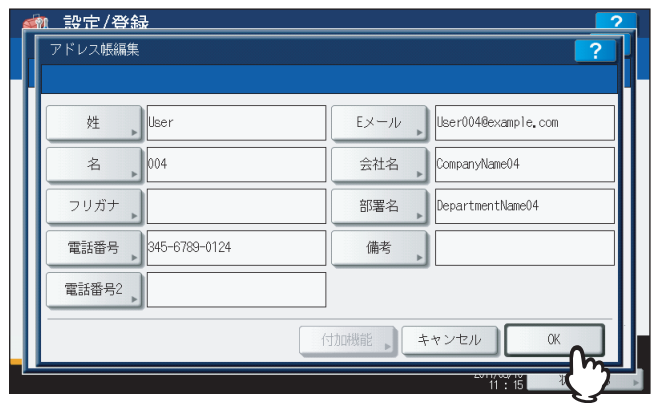 設定/登録
?
アドレス帳編集
?
姓 User
Eメール User004@example.com
名 004
会社名 CompanyName04
フリガナ
部署名 DepartmentName04
電話番号 345-6789-0124
備考
電話番号2
付加機能
キャンセル
OK
11 : 15